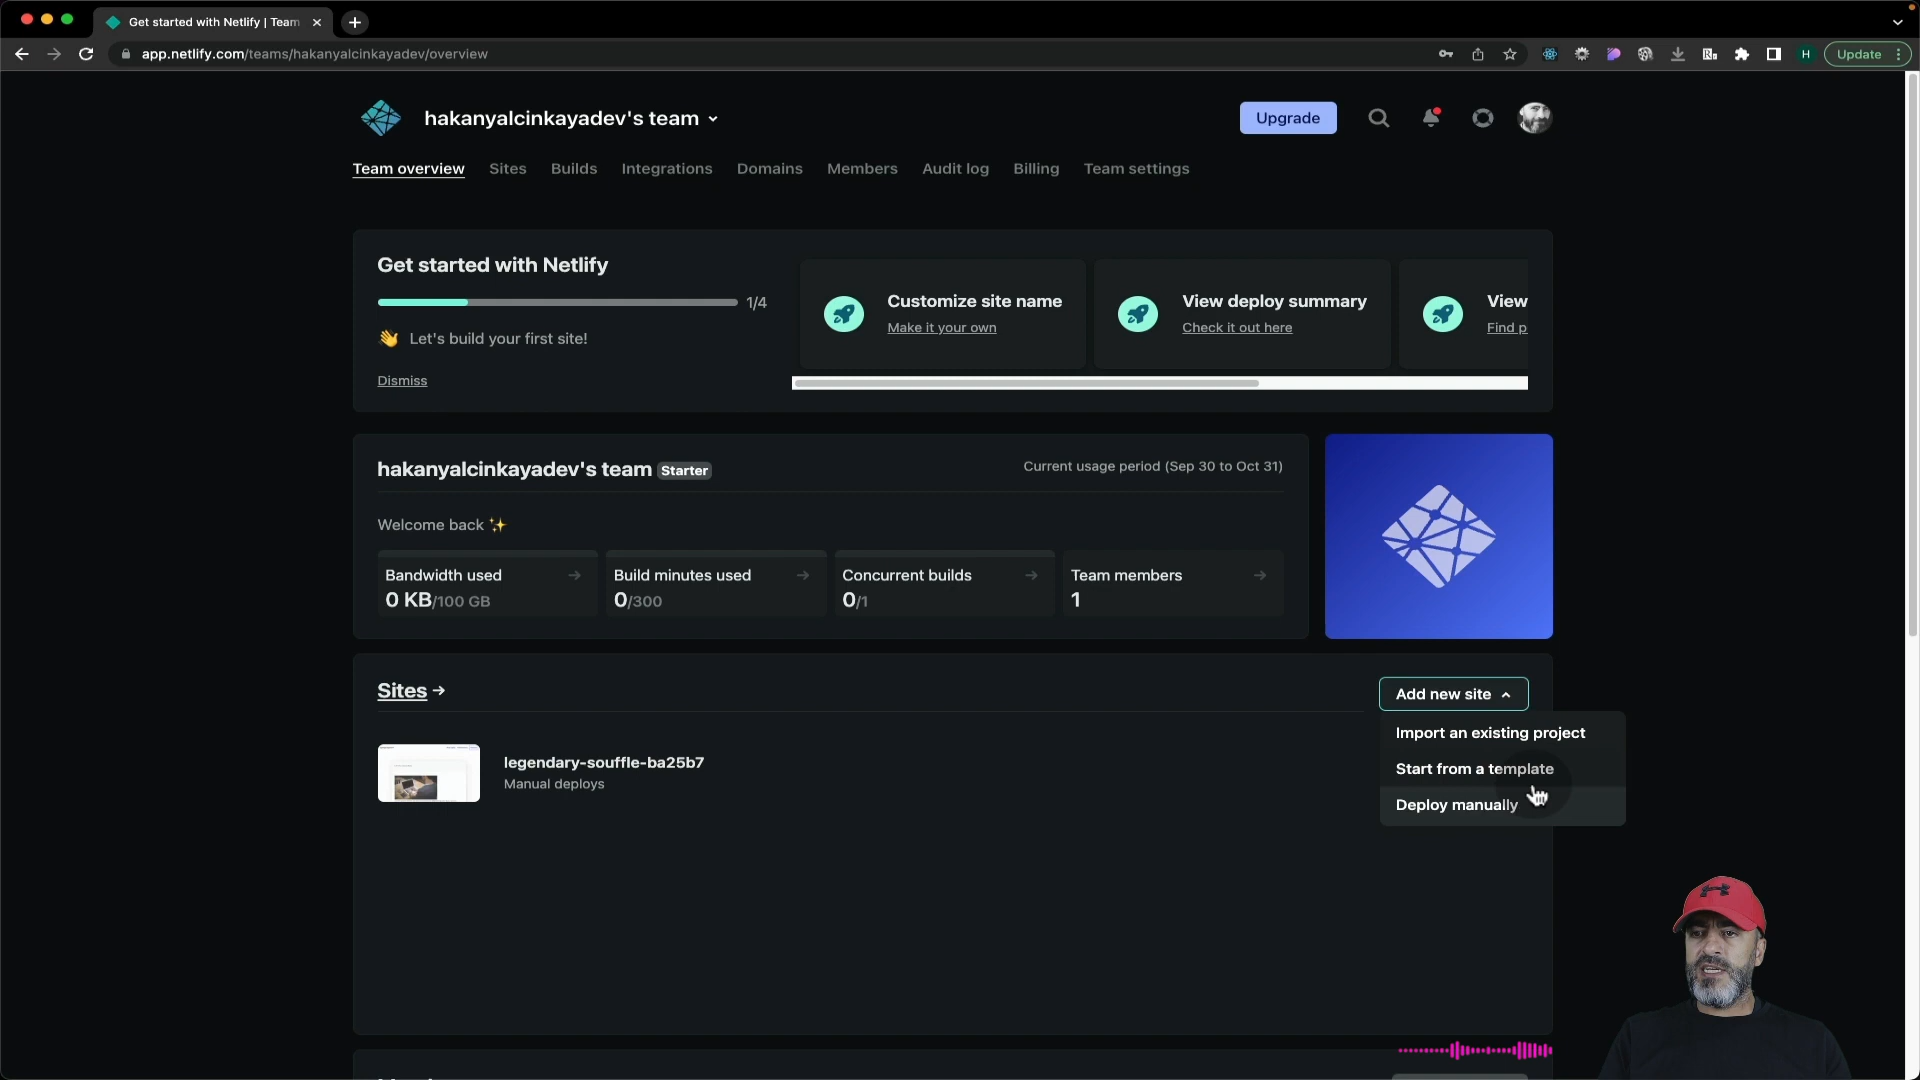 Get started with Netlify | Team
app.netlify.com/teams/hakanyalcinkayadev/overview
H
Update
hakanyalcinkayadev's team
Upgrade
Team overview Sites Builds Integrations Domains Members Audit log Billing Team settings
Get started with Netlify
1/4
👋 Let's build your first site!
Dismiss
Customize site name
Make it your own
View deploy summary
Check it out here
View
Find p
hakanyalcinkayadev's team Starter
Current usage period (Sep 30 to Oct 31)
Welcome back ✨
Bandwidth used →
0 KB/100 GB
Build minutes used →
0/300
Concurrent builds →
0/1
Team members →
1
Sites →
Add new site
Import an existing project
Start from a template
Deploy manually
legendary-souffle-ba25b7
Manual deploys